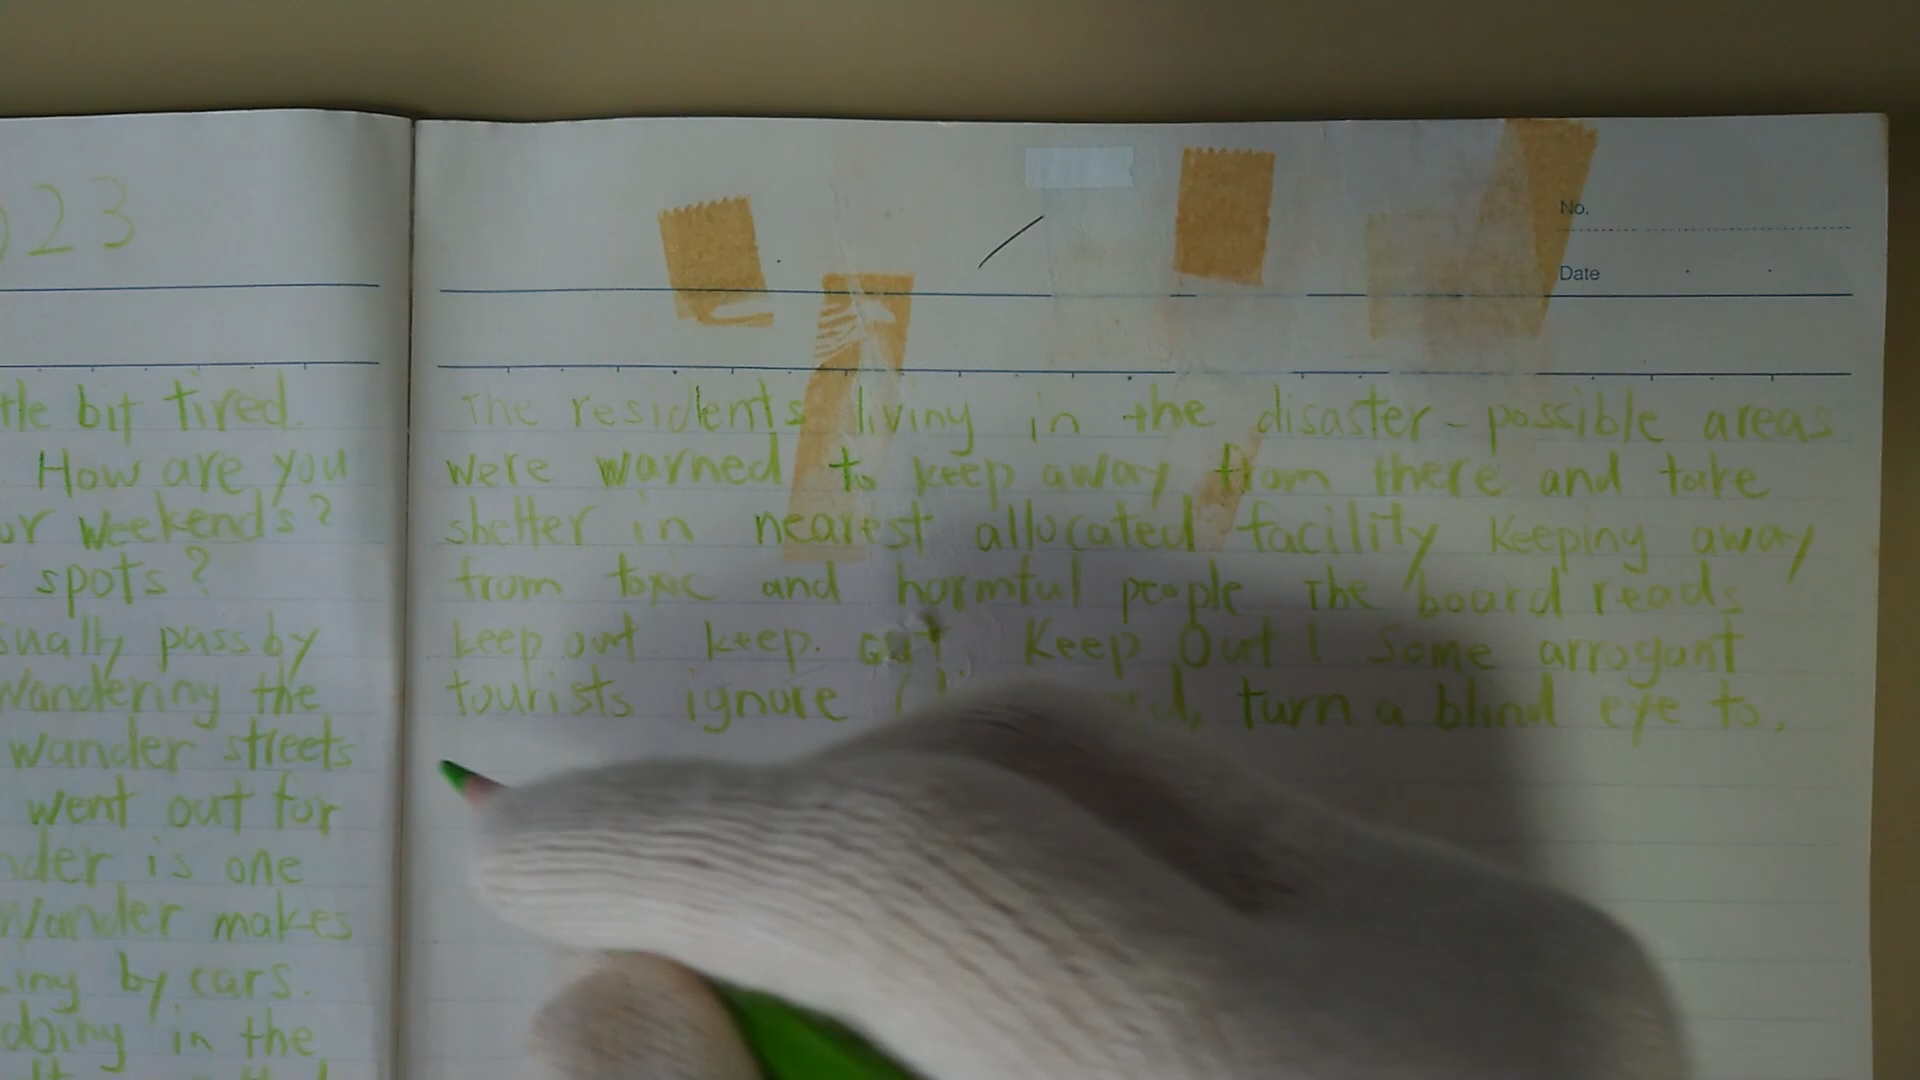 023
No.
Date
tle bit tired.
How are you
or weekends?
spots?
sually pass by
Wandering the
wander streets
went out for
nder is one
Wander makes
by cars.
doing in the
The residents living in the disaster-possible areas
were warned to keep away from there and take
shelter in nearest allocated facility Keeping away
from toxic and harmful people The board reads
keep out keep. out Keep Out! Some arrogant
tourists ignore turn a blind eye to.